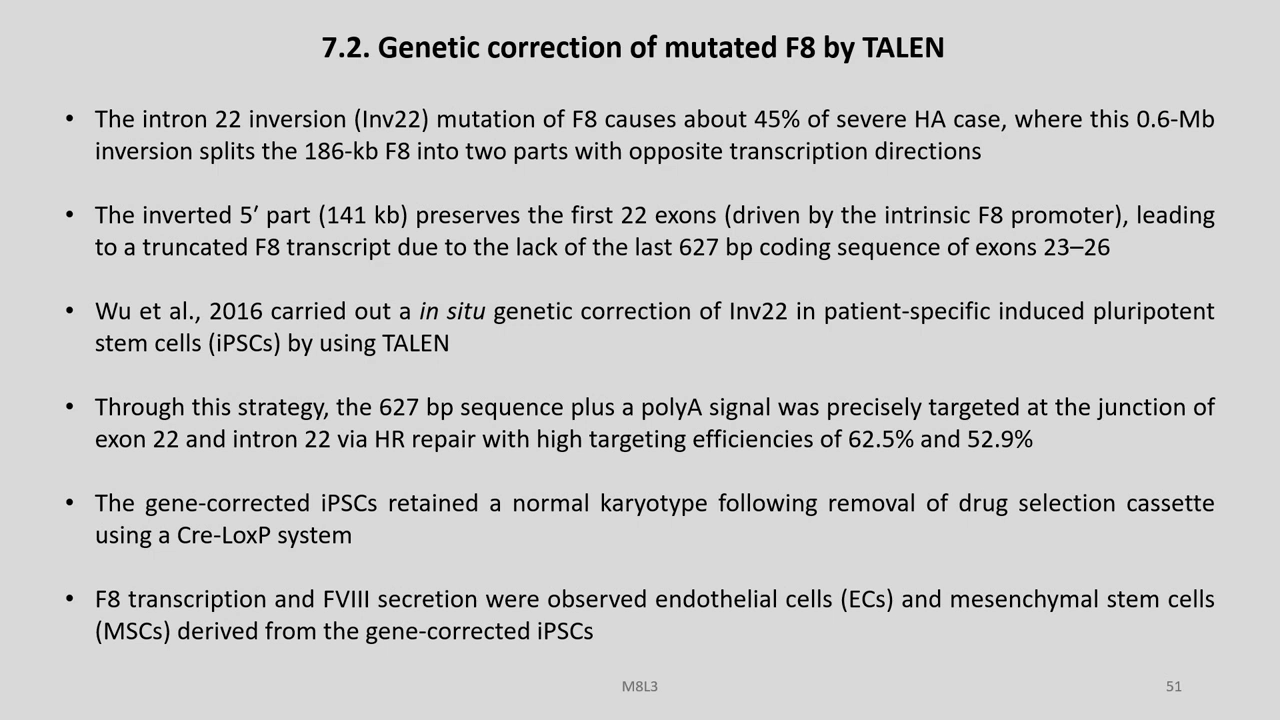 7.2. Genetic correction of mutated F8 by TALEN
• The intron 22 inversion (Inv22) mutation of F8 causes about 45% of severe HA case, where this 0.6-Mb
inversion splits the 186-kb F8 into two parts with opposite transcription directions
• The inverted 5′ part (141 kb) preserves the first 22 exons (driven by the intrinsic F8 promoter), leading
to a truncated F8 transcript due to the lack of the last 627 bp coding sequence of exons 23–26
• Wu et al., 2016 carried out a in situ genetic correction of Inv22 in patient-specific induced pluripotent
stem cells (iPSCs) by using TALEN
• Through this strategy, the 627 bp sequence plus a polyA signal was precisely targeted at the junction of
exon 22 and intron 22 via HR repair with high targeting efficiencies of 62.5% and 52.9%
• The gene-corrected iPSCs retained a normal karyotype following removal of drug selection cassette
using a Cre-LoxP system
• F8 transcription and FVIII secretion were observed endothelial cells (ECs) and mesenchymal stem cells
(MSCs) derived from the gene-corrected iPSCs
M8L3
51